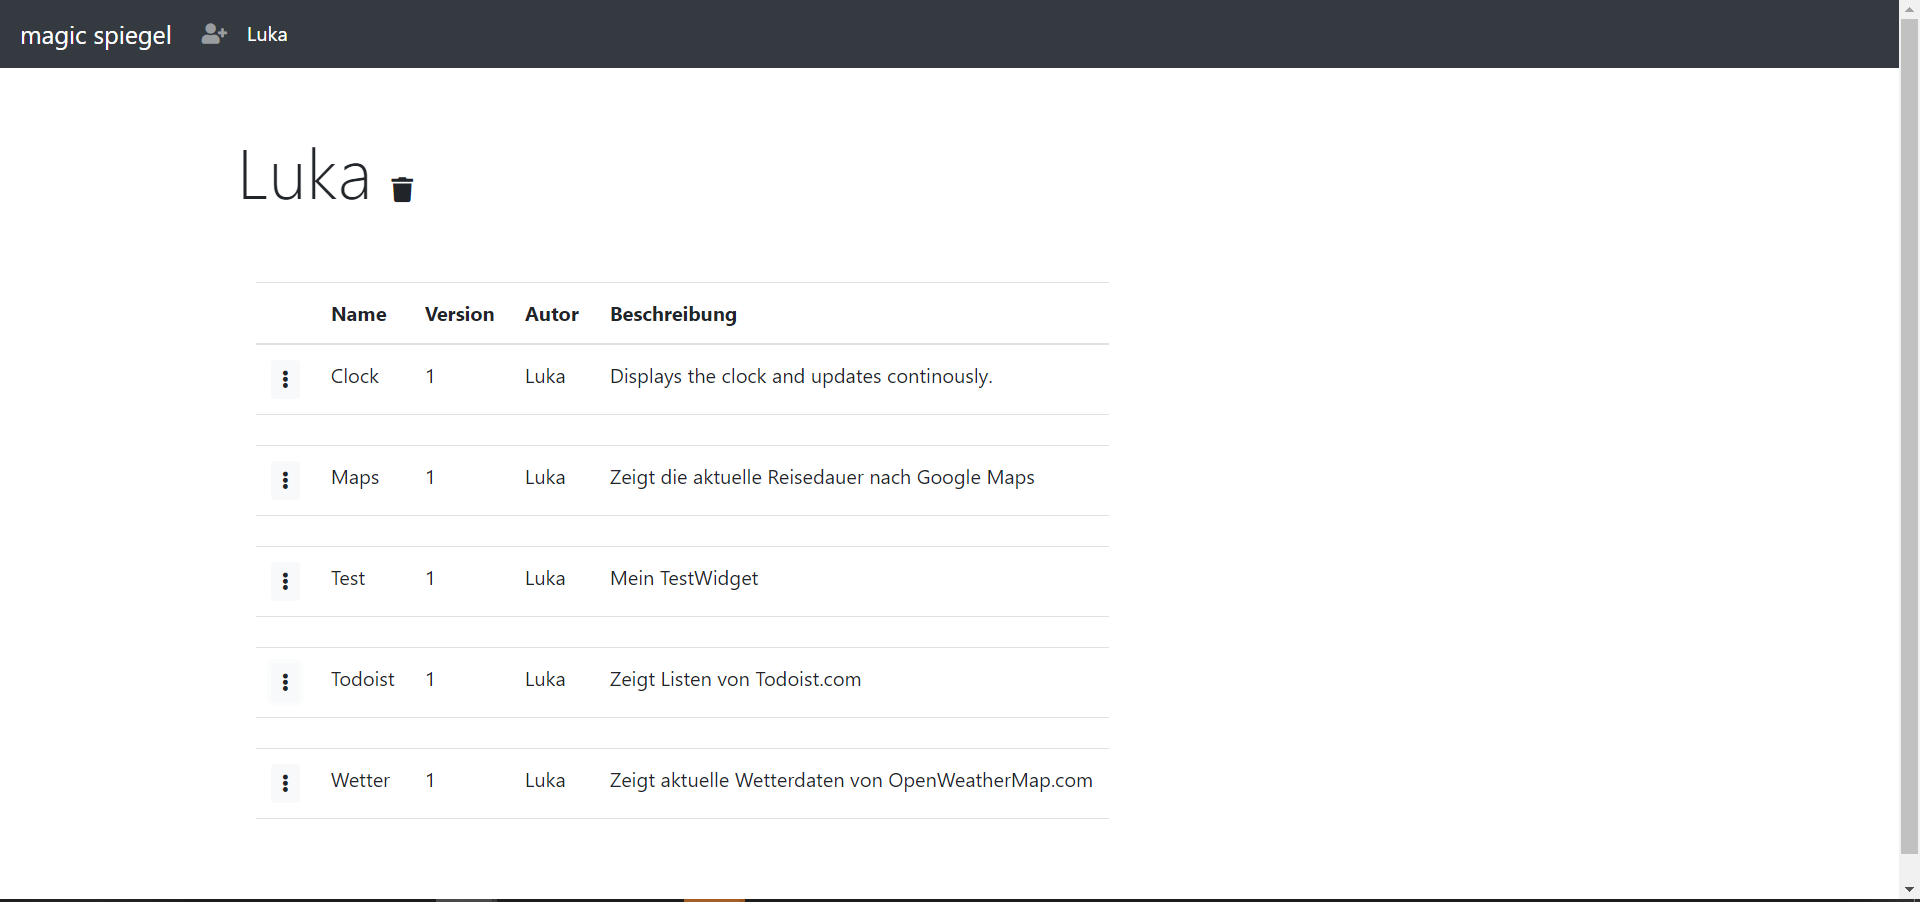 magic spiegel Luka
Luka
Name Version Autor Beschreibung
Clock 1 Luka Displays the clock and updates continously.
Maps 1 Luka Zeigt die aktuelle Reisedauer nach Google Maps
Test 1 Luka Mein TestWidget
Todoist 1 Luka Zeigt Listen von Todoist.com
Wetter 1 Luka Zeigt aktuelle Wetterdaten von OpenWeatherMap.com